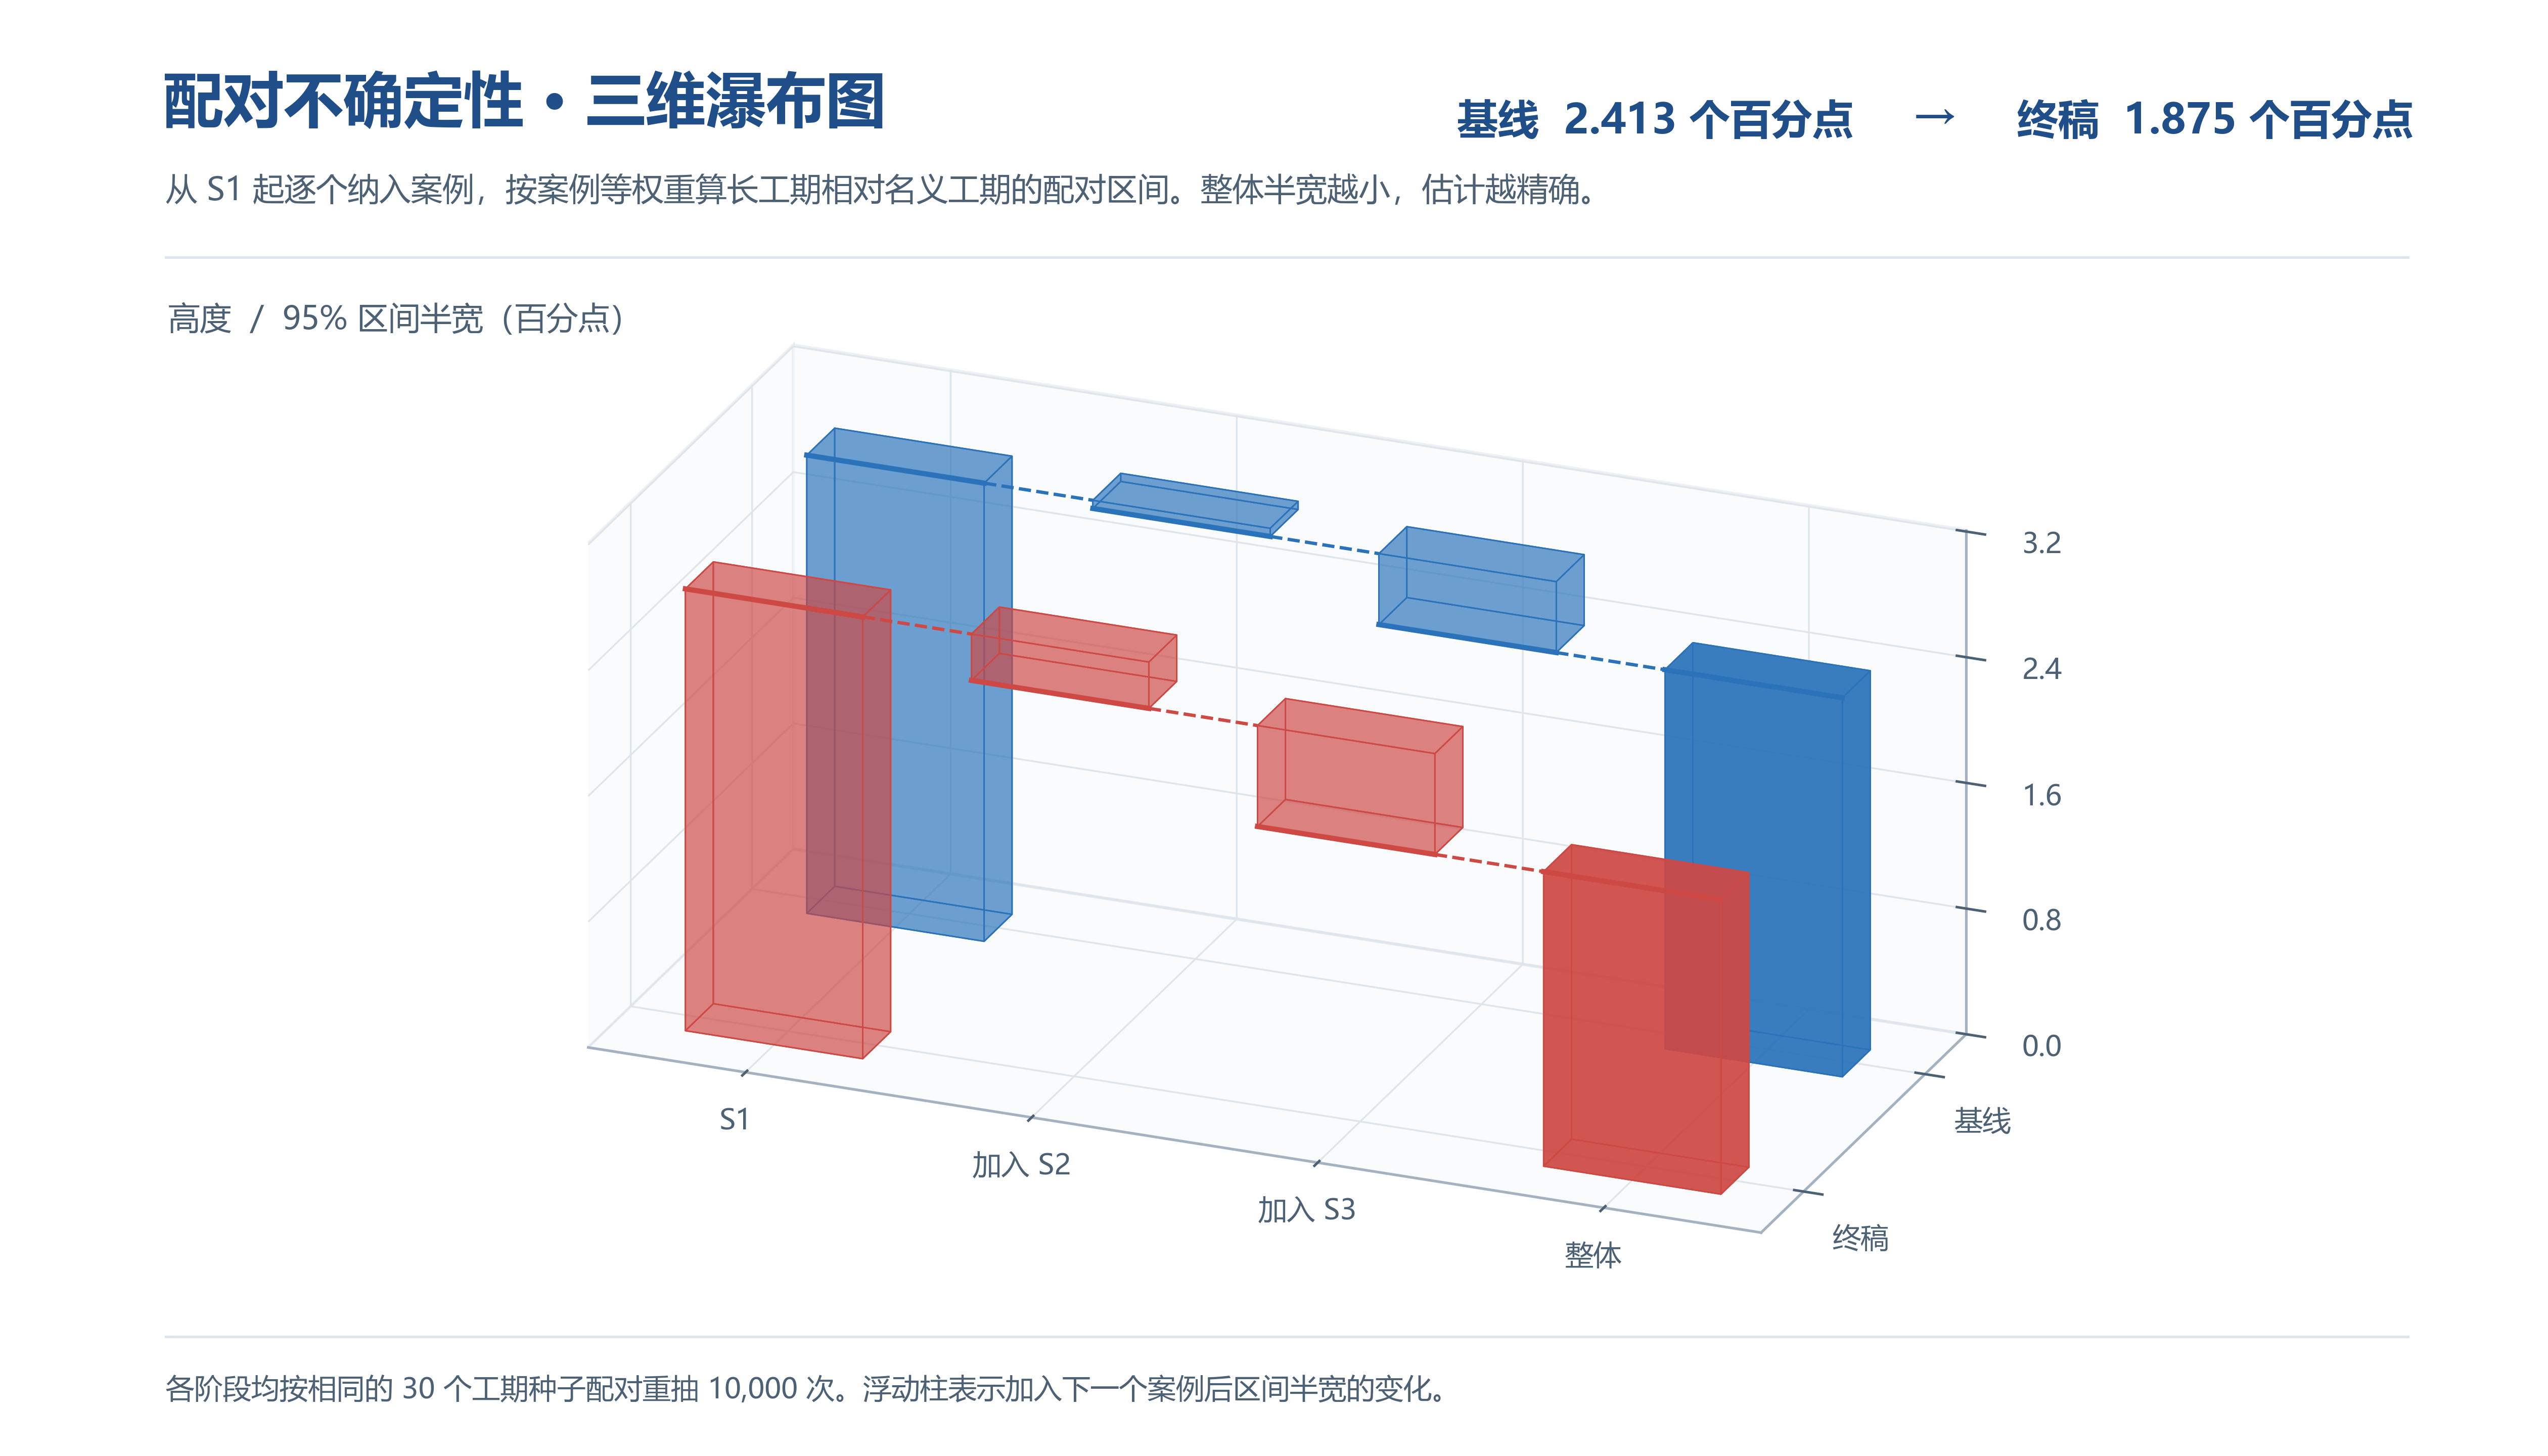 配对不确定性 · 三维瀑布图
基线 2.413 个百分点 → 终稿 1.875 个百分点
从 S1 起逐个纳入案例，按案例等权重算长工期相对名义工期的配对区间。整体半宽越小，估计越精确。
高度 / 95% 区间半宽（百分点）
3.2
2.4
1.6
0.8
0.0
基线
终稿
S1
加入 S2
加入 S3
整体
各阶段均按相同的 30 个工期种子配对重抽 10,000 次。浮动柱表示加入下一个案例后区间半宽的变化。